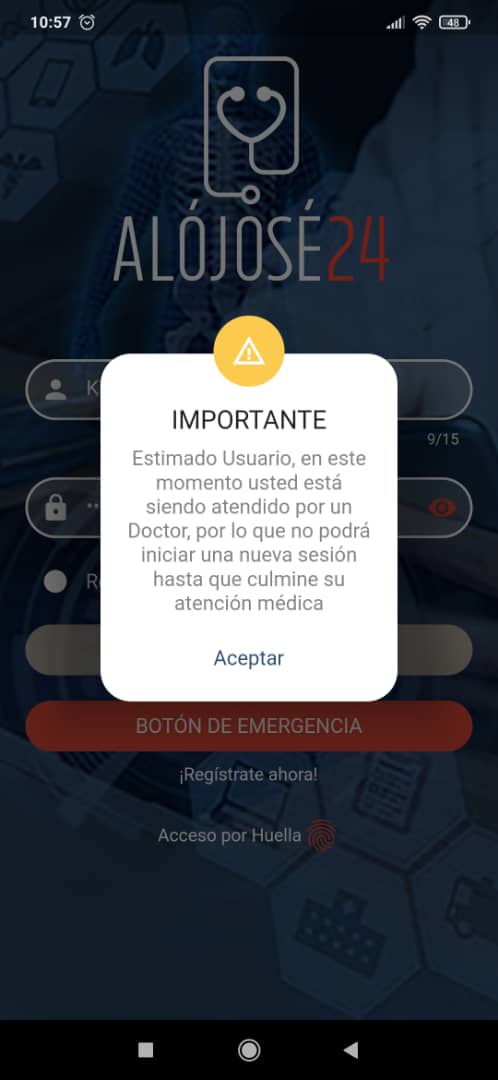 10:57
48
ALÓJOSÉ24
K
9/15
IMPORTANTE
Estimado Usuario, en este
momento usted está
siendo atendido por un
Doctor, por lo que no podrá
iniciar una nueva sesión
hasta que culmine su
atención médica
Aceptar
BOTÓN DE EMERGENCIA
¡Regístrate ahora!
Acceso por Huella